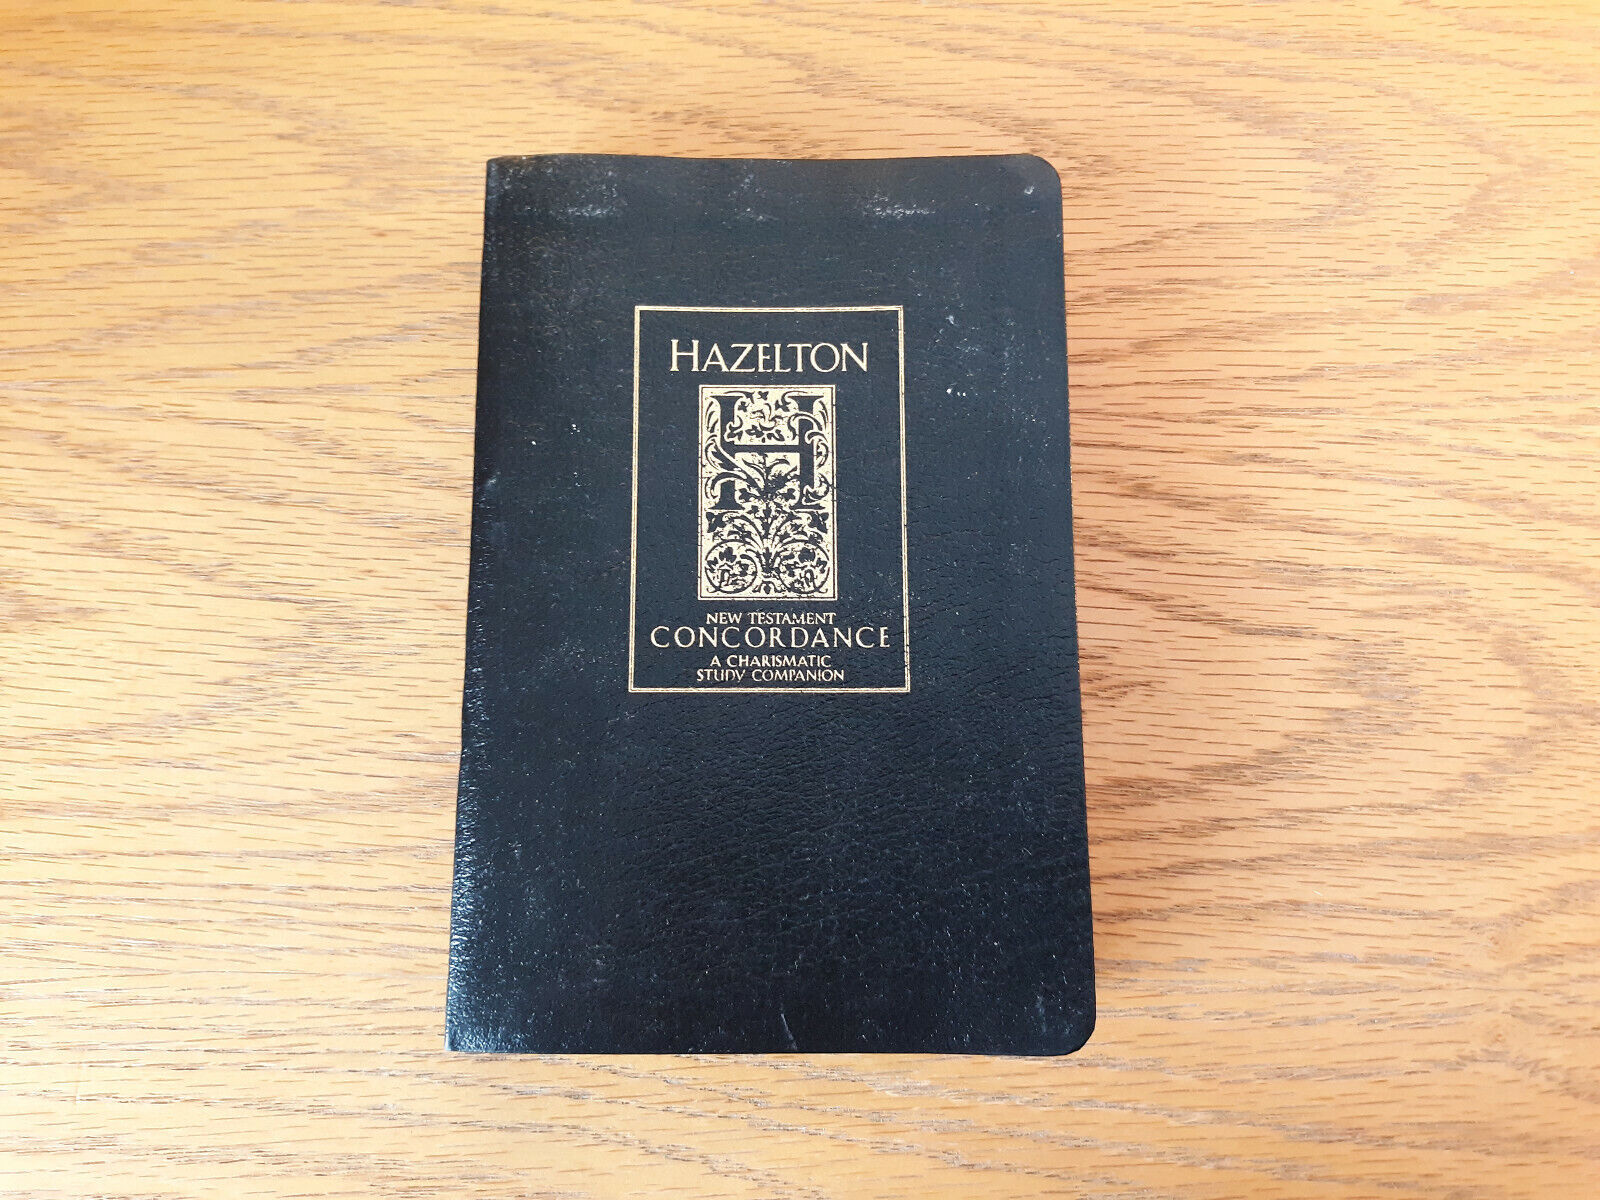 HAZELTON
H
NEW TESTAMENT
CONCORDANCE
A CHARISMATIC
STUDY COMPANION